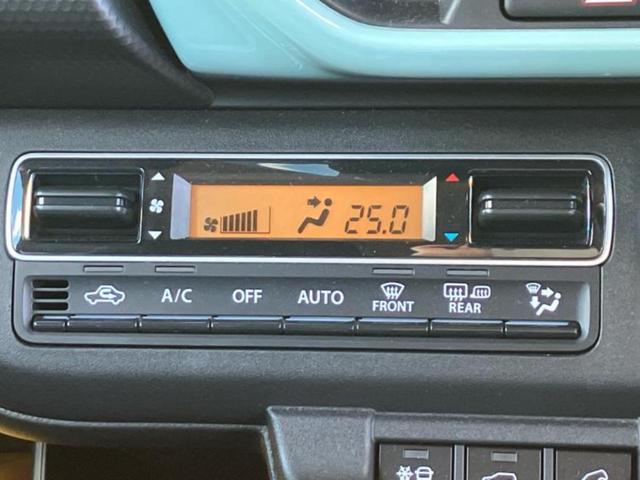 25.0
A/C OFF AUTO FRONT REAR